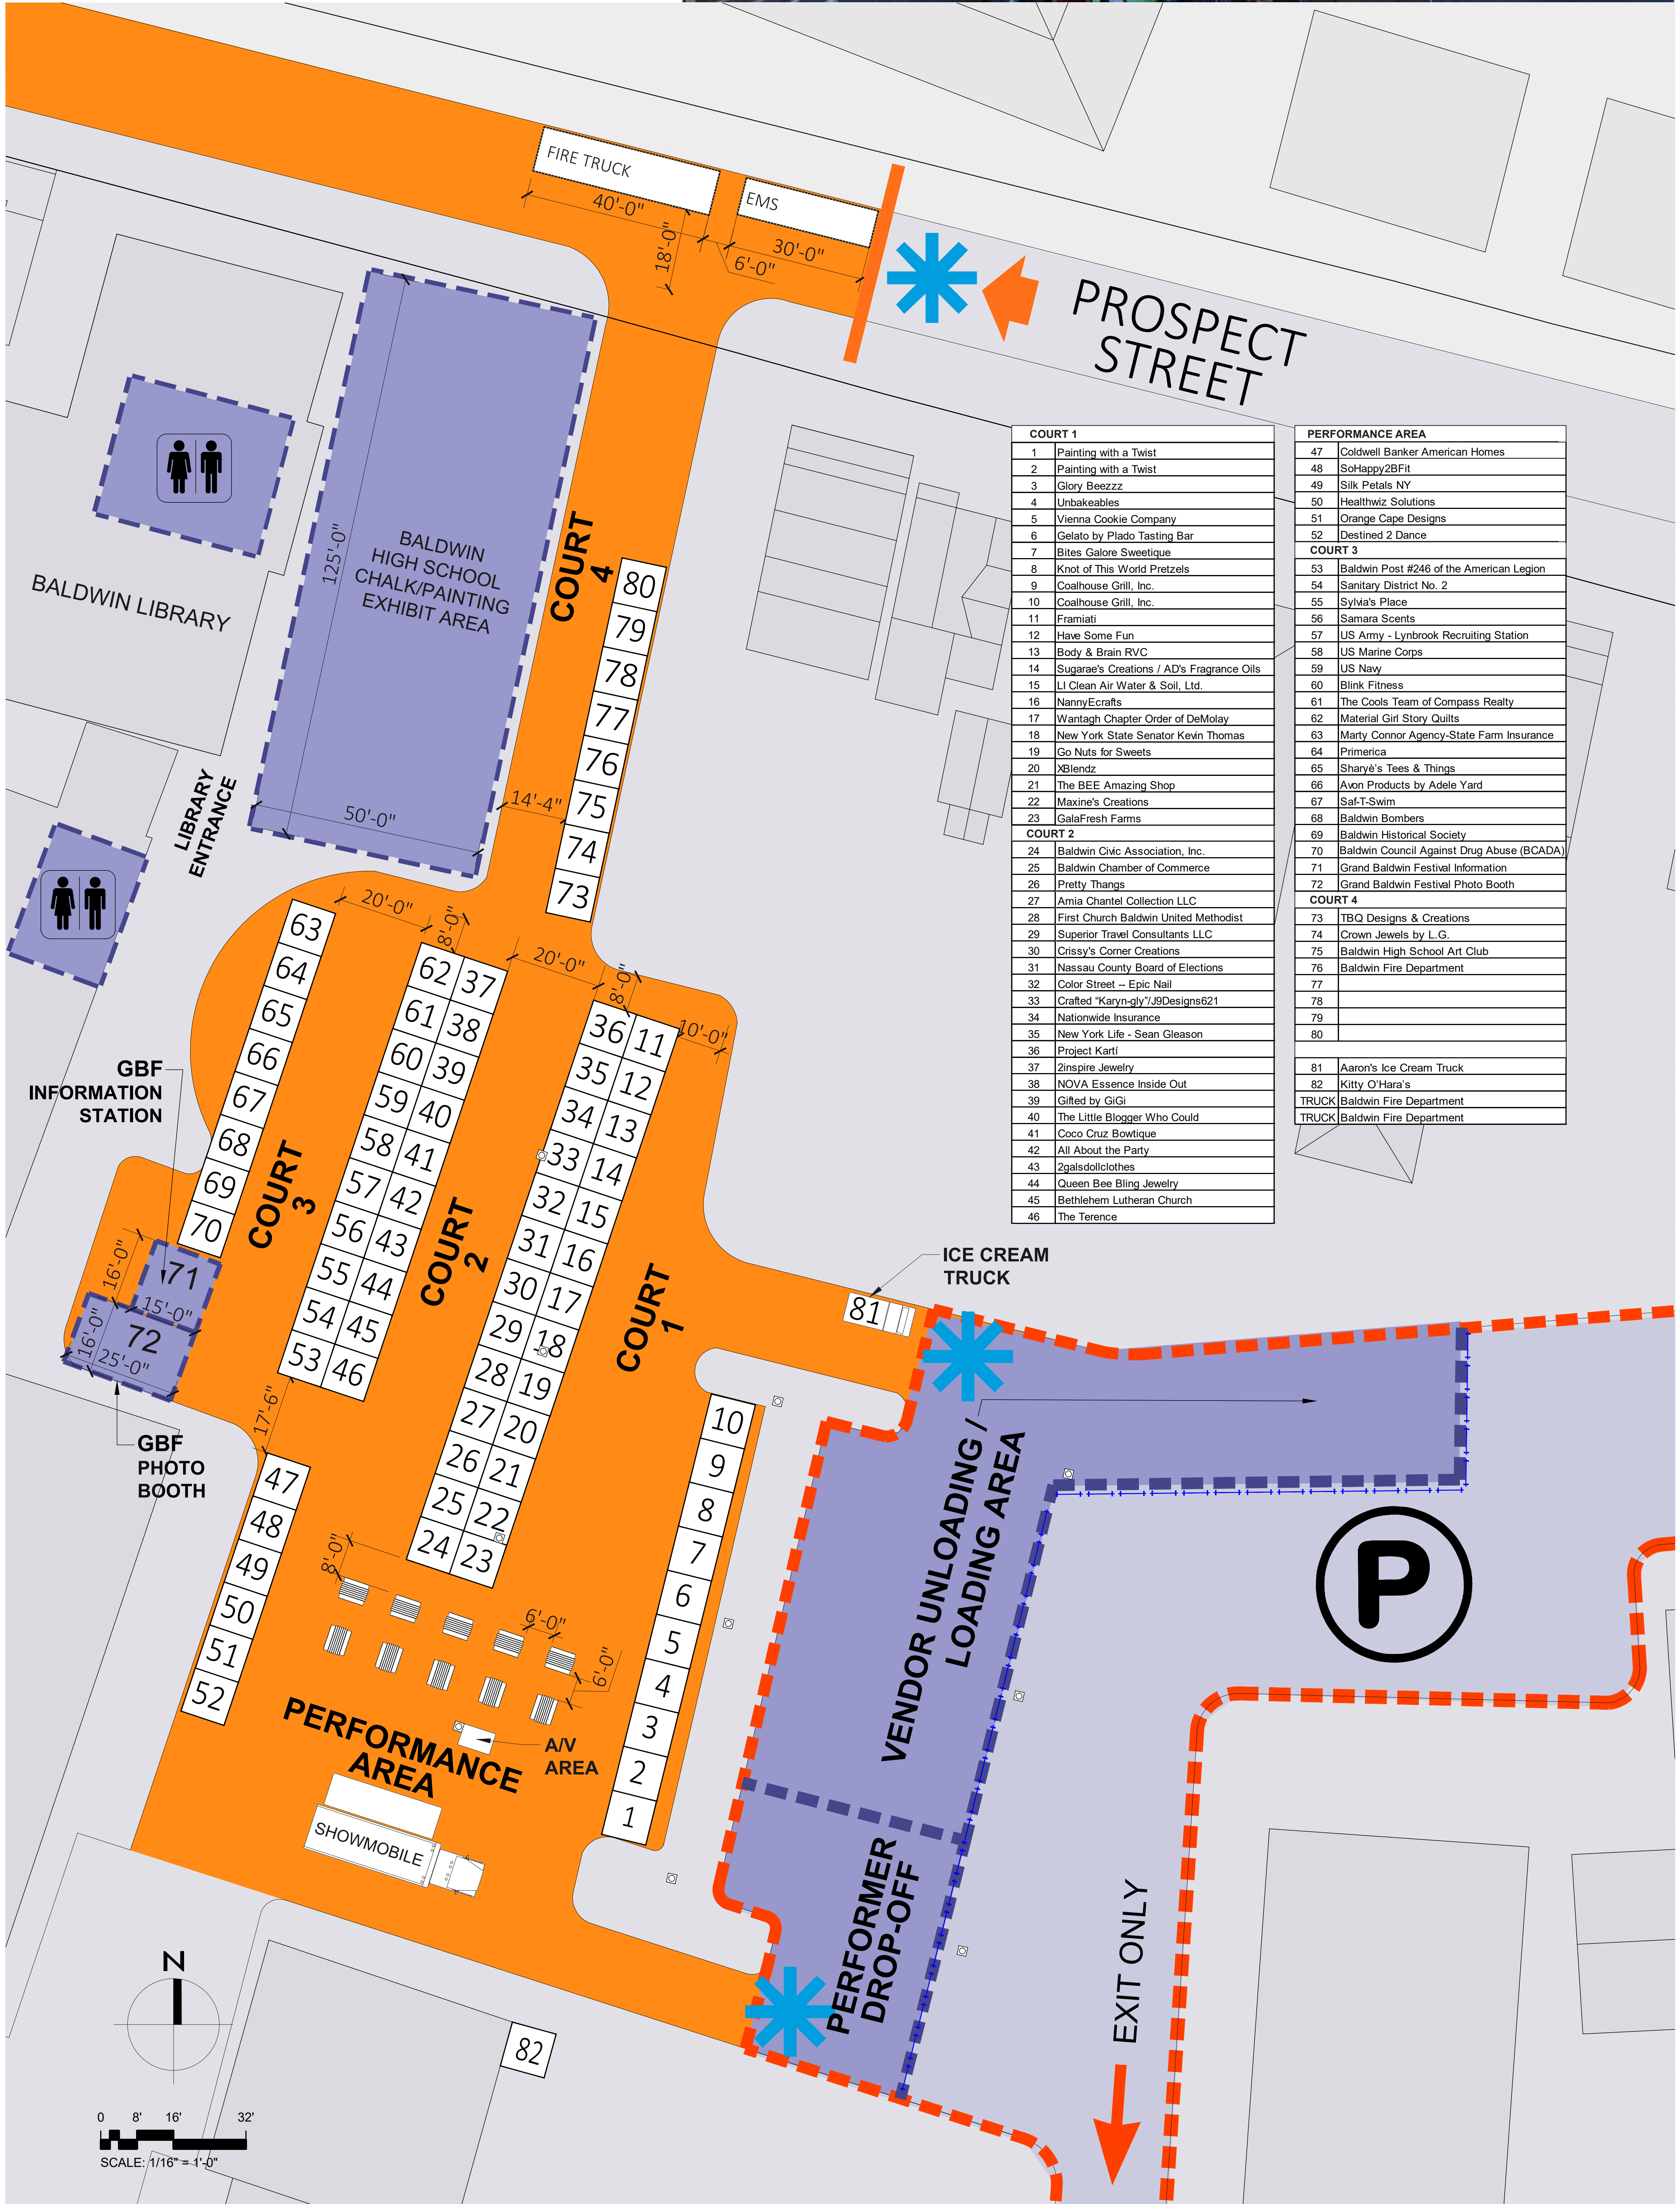 FIRE TRUCK
EMS
40'-0"
18'-0"
30'-0"
6'-0"
PROSPECT
STREET
BALDWIN LIBRARY
125'-0"
BALDWIN
HIGH SCHOOL
CHALK/PAINTING
EXHIBIT AREA
50'-0"
LIBRARY
ENTRANCE
COURT
4
80
79
78
77
76
75
74
73
14'-4"
COURT 1
1 Painting with a Twist
2 Painting with a Twist
3 Glory Beezzz
4 Unbakeables
5 Vienna Cookie Company
6 Gelato by Plado Tasting Bar
7 Bites Galore Sweetique
8 Knot of This World Pretzels
9 Coalhouse Grill, Inc.
10 Coalhouse Grill, Inc.
11 Framiati
12 Have Some Fun
13 Body & Brain RVC
14 Sugarae's Creations / AD's Fragrance Oils
15 LI Clean Air Water & Soil, Ltd.
16 NannyEcrafts
17 Wantagh Chapter Order of DeMolay
18 New York State Senator Kevin Thomas
19 Go Nuts for Sweets
20 XBlendz
21 The BEE Amazing Shop
22 Maxine's Creations
23 GalaFresh Farms
COURT 2
24 Baldwin Civic Association, Inc.
25 Baldwin Chamber of Commerce
26 Pretty Thangs
27 Amia Chantel Collection LLC
28 First Church Baldwin United Methodist
29 Superior Travel Consultants LLC
30 Crissy's Corner Creations
31 Nassau County Board of Elections
32 Color Street -- Epic Nail
33 Crafted "Karyn-gly"/J9Designs621
34 Nationwide Insurance
35 New York Life - Sean Gleason
36 Project Kartí
37 2inspire Jewelry
38 NOVA Essence Inside Out
39 Gifted by GiGi
40 The Little Blogger Who Could
41 Coco Cruz Bowtique
42 All About the Party
43 2galsdollclothes
44 Queen Bee Bling Jewelry
45 Bethlehem Lutheran Church
46 The Terence
PERFORMANCE AREA
47 Coldwell Banker American Homes
48 SoHappy2BFit
49 Silk Petals NY
50 Healthwiz Solutions
51 Orange Cape Designs
52 Destined 2 Dance
COURT 3
53 Baldwin Post #246 of the American Legion
54 Sanitary District No. 2
55 Sylvia's Place
56 Samara Scents
57 US Army - Lynbrook Recruiting Station
58 US Marine Corps
59 US Navy
60 Blink Fitness
61 The Cools Team of Compass Realty
62 Material Girl Story Quilts
63 Marty Connor Agency-State Farm Insurance
64 Primerica
65 Sharyè's Tees & Things
66 Avon Products by Adele Yard
67 Saf-T-Swim
68 Baldwin Bombers
69 Baldwin Historical Society
70 Baldwin Council Against Drug Abuse (BCADA)
71 Grand Baldwin Festival Information
72 Grand Baldwin Festival Photo Booth
COURT 4
73 TBQ Designs & Creations
74 Crown Jewels by L.G.
75 Baldwin High School Art Club
76 Baldwin Fire Department
77
78
79
80
81 Aaron's Ice Cream Truck
82 Kitty O'Hara's
TRUCK Baldwin Fire Department
TRUCK Baldwin Fire Department
20'-0"
8'-0"
20'-0"
8'-0"
10'-0"
63
64
65
66
67
68
69
70
62 37
61 38
60 39
59 40
58 41
57 42
56 43
55 44
54 45
53 46
36 11
35 12
34 13
33 14
32 15
31 16
30 17
29 18
28 19
27 20
26 21
25 22
24 23
GBF
INFORMATION
STATION
COURT
3
COURT
2
COURT
1
16'-0"
71
15'-0"
16'-0"
72
25'-0"
17'-6"
GBF
PHOTO
BOOTH
ICE CREAM
TRUCK
81
10
9
8
7
6
5
4
3
2
1
47
48
49
50
51
52
8'-0"
6'-0"
6'-0"
PERFORMANCE
AREA
A/V
AREA
SHOWMOBILE
VENDOR UNLOADING /
LOADING AREA
P
PERFORMER
DROP-OFF
EXIT ONLY
82
N
0 8' 16' 32'
SCALE: 1/16" = 1'-0"